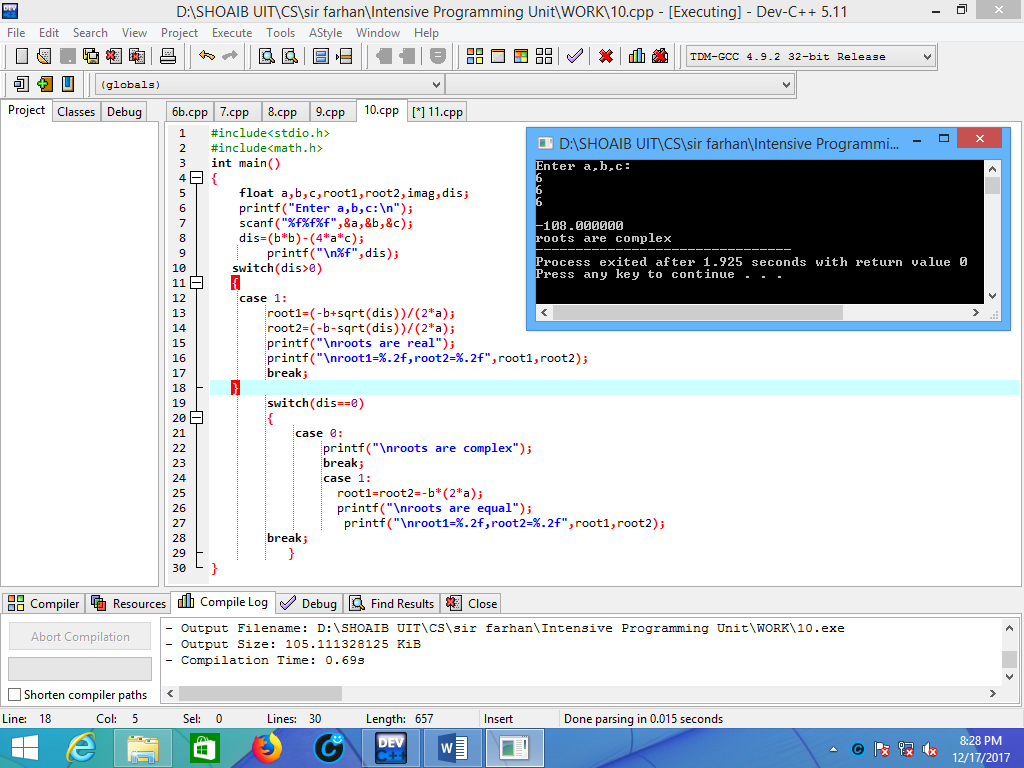 D:\SHOAIB UIT\CS\sir farhan\Intensive Programming Unit\WORK\10.cpp - [Executing] - Dev-C++ 5.11
File Edit Search View Project Execute Tools AStyle Window Help
TDM-GCC 4.9.2 32-bit Release
(globals)
Project Classes Debug
6b.cpp 7.cpp 8.cpp 9.cpp 10.cpp [*] 11.cpp
1 #include<stdio.h>
2 #include<math.h>
3 int main()
4 {
5 float a,b,c,root1,root2,imag,dis;
6 printf("Enter a,b,c:\n");
7 scanf("%f%f%f",&a,&b,&c);
8 dis=(b*b)-(4*a*c);
9 printf("\n%f",dis);
10 switch(dis>0)
11 {
12 case 1:
13 root1=(-b+sqrt(dis))/(2*a);
14 root2=(-b-sqrt(dis))/(2*a);
15 printf("\nroots are real");
16 printf("\nroot1=%.2f,root2=%.2f",root1,root2);
17 break;
18 }
19 switch(dis==0)
20 {
21 case 0:
22 printf("\nroots are complex");
23 break;
24 case 1:
25 root1=root2=-b*(2*a);
26 printf("\nroots are equal");
27 printf("\nroot1=%.2f,root2=%.2f",root1,root2);
28 break;
29 }
30 }
D:\SHOAIB UIT\CS\sir farhan\Intensive Programmi...
Enter a,b,c:
6
6
6
-108.000000
roots are complex
--------------------------------
Process exited after 1.925 seconds with return value 0
Press any key to continue . . .
Compiler Resources Compile Log Debug Find Results Close
Abort Compilation
Shorten compiler paths
- Output Filename: D:\SHOAIB UIT\CS\sir farhan\Intensive Programming Unit\WORK\10.exe
- Output Size: 105.111328125 KiB
- Compilation Time: 0.69s
Line: 18 Col: 5 Sel: 0 Lines: 30 Length: 657 Insert Done parsing in 0.015 seconds
DEV C++
8:28 PM
12/17/2017